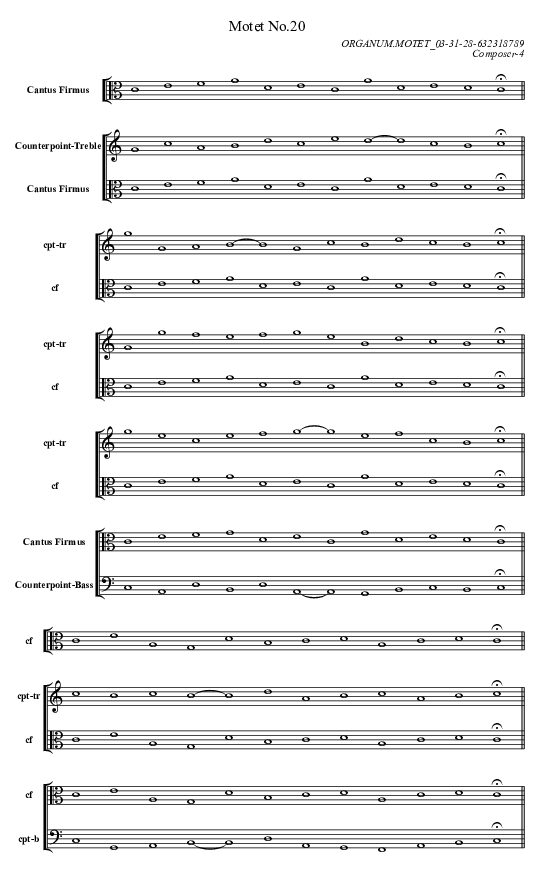 Motet No.20
ORGANUM.MOTET_03-31-28-632318789
Composer-4
Cantus Firmus
Counterpoint-Treble
Cantus Firmus
cpt-tr
cf
cpt-tr
cf
cpt-tr
cf
Cantus Firmus
Counterpoint-Bass
cf
cpt-tr
cf
cf
cpt-b